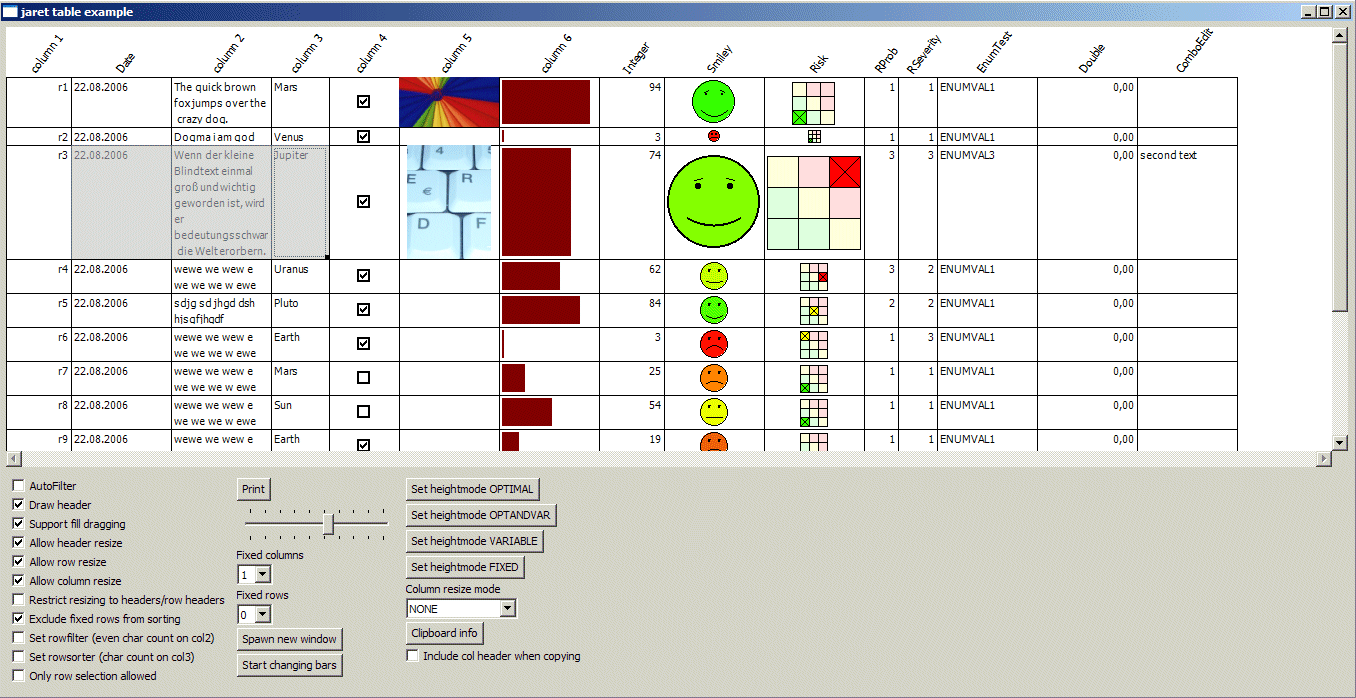 jaret table example
column 1 Date column 2 column 3 column 4 column 5 column 6 Integer Smiley Risk RProb RSeverity EnumTest Double ComboEdit
r1 22.08.2006 The quick brown Mars 94 1 1 ENUMVAL1 0,00
fox jumps over the
crazy dog.
r2 22.08.2006 Dogma i am god Venus 3 1 1 ENUMVAL1 0,00
r3 22.08.2006 Wenn der kleine Jupiter 74 3 3 ENUMVAL3 0,00 second text
Blindtext einmal
groß und wichtig
geworden ist, wird
er
bedeutungsschwar
die Welt erorbern.
E 4 R € D F
r4 22.08.2006 wewe we wew e Uranus 62 3 2 ENUMVAL1 0,00
we we we w ewe
r5 22.08.2006 sdjg sd jhgd dsh Pluto 84 2 2 ENUMVAL1 0,00
hjsgfjhgdf
r6 22.08.2006 wewe we wew e Earth 3 1 3 ENUMVAL1 0,00
we we we w ewe
r7 22.08.2006 wewe we wew e Mars 25 1 1 ENUMVAL1 0,00
we we we w ewe
r8 22.08.2006 wewe we wew e Sun 54 1 1 ENUMVAL1 0,00
we we we w ewe
r9 22.08.2006 wewe we wew e Earth 19 1 1 ENUMVAL1 0,00
AutoFilter
Draw header
Support fill dragging
Allow header resize
Allow row resize
Allow column resize
Restrict resizing to headers/row headers
Exclude fixed rows from sorting
Set rowfilter (even char count on col2)
Set rowsorter (char count on col3)
Only row selection allowed
Print
Fixed columns
1
Fixed rows
0
Spawn new window
Start changing bars
Set heightmode OPTIMAL
Set heightmode OPTANDVAR
Set heightmode VARIABLE
Set heightmode FIXED
Column resize mode
NONE
Clipboard info
Include col header when copying